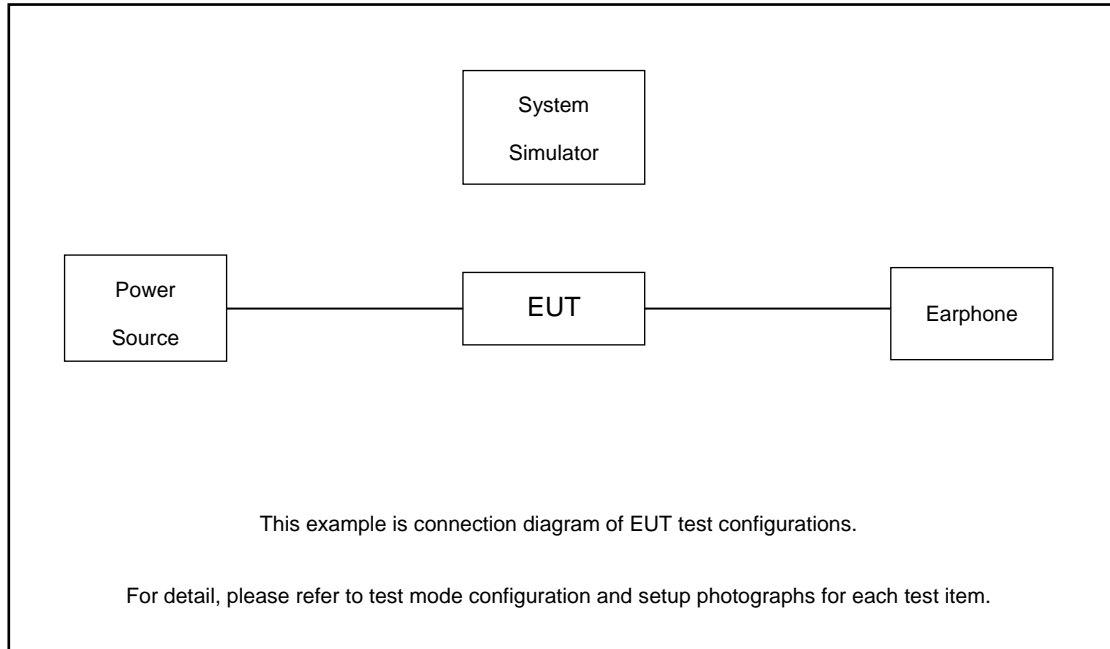 System
Simulator
Power
Source
EUT
Earphone
This example is connection diagram of EUT test configurations.
For detail, please refer to test mode configuration and setup photographs for each test item.